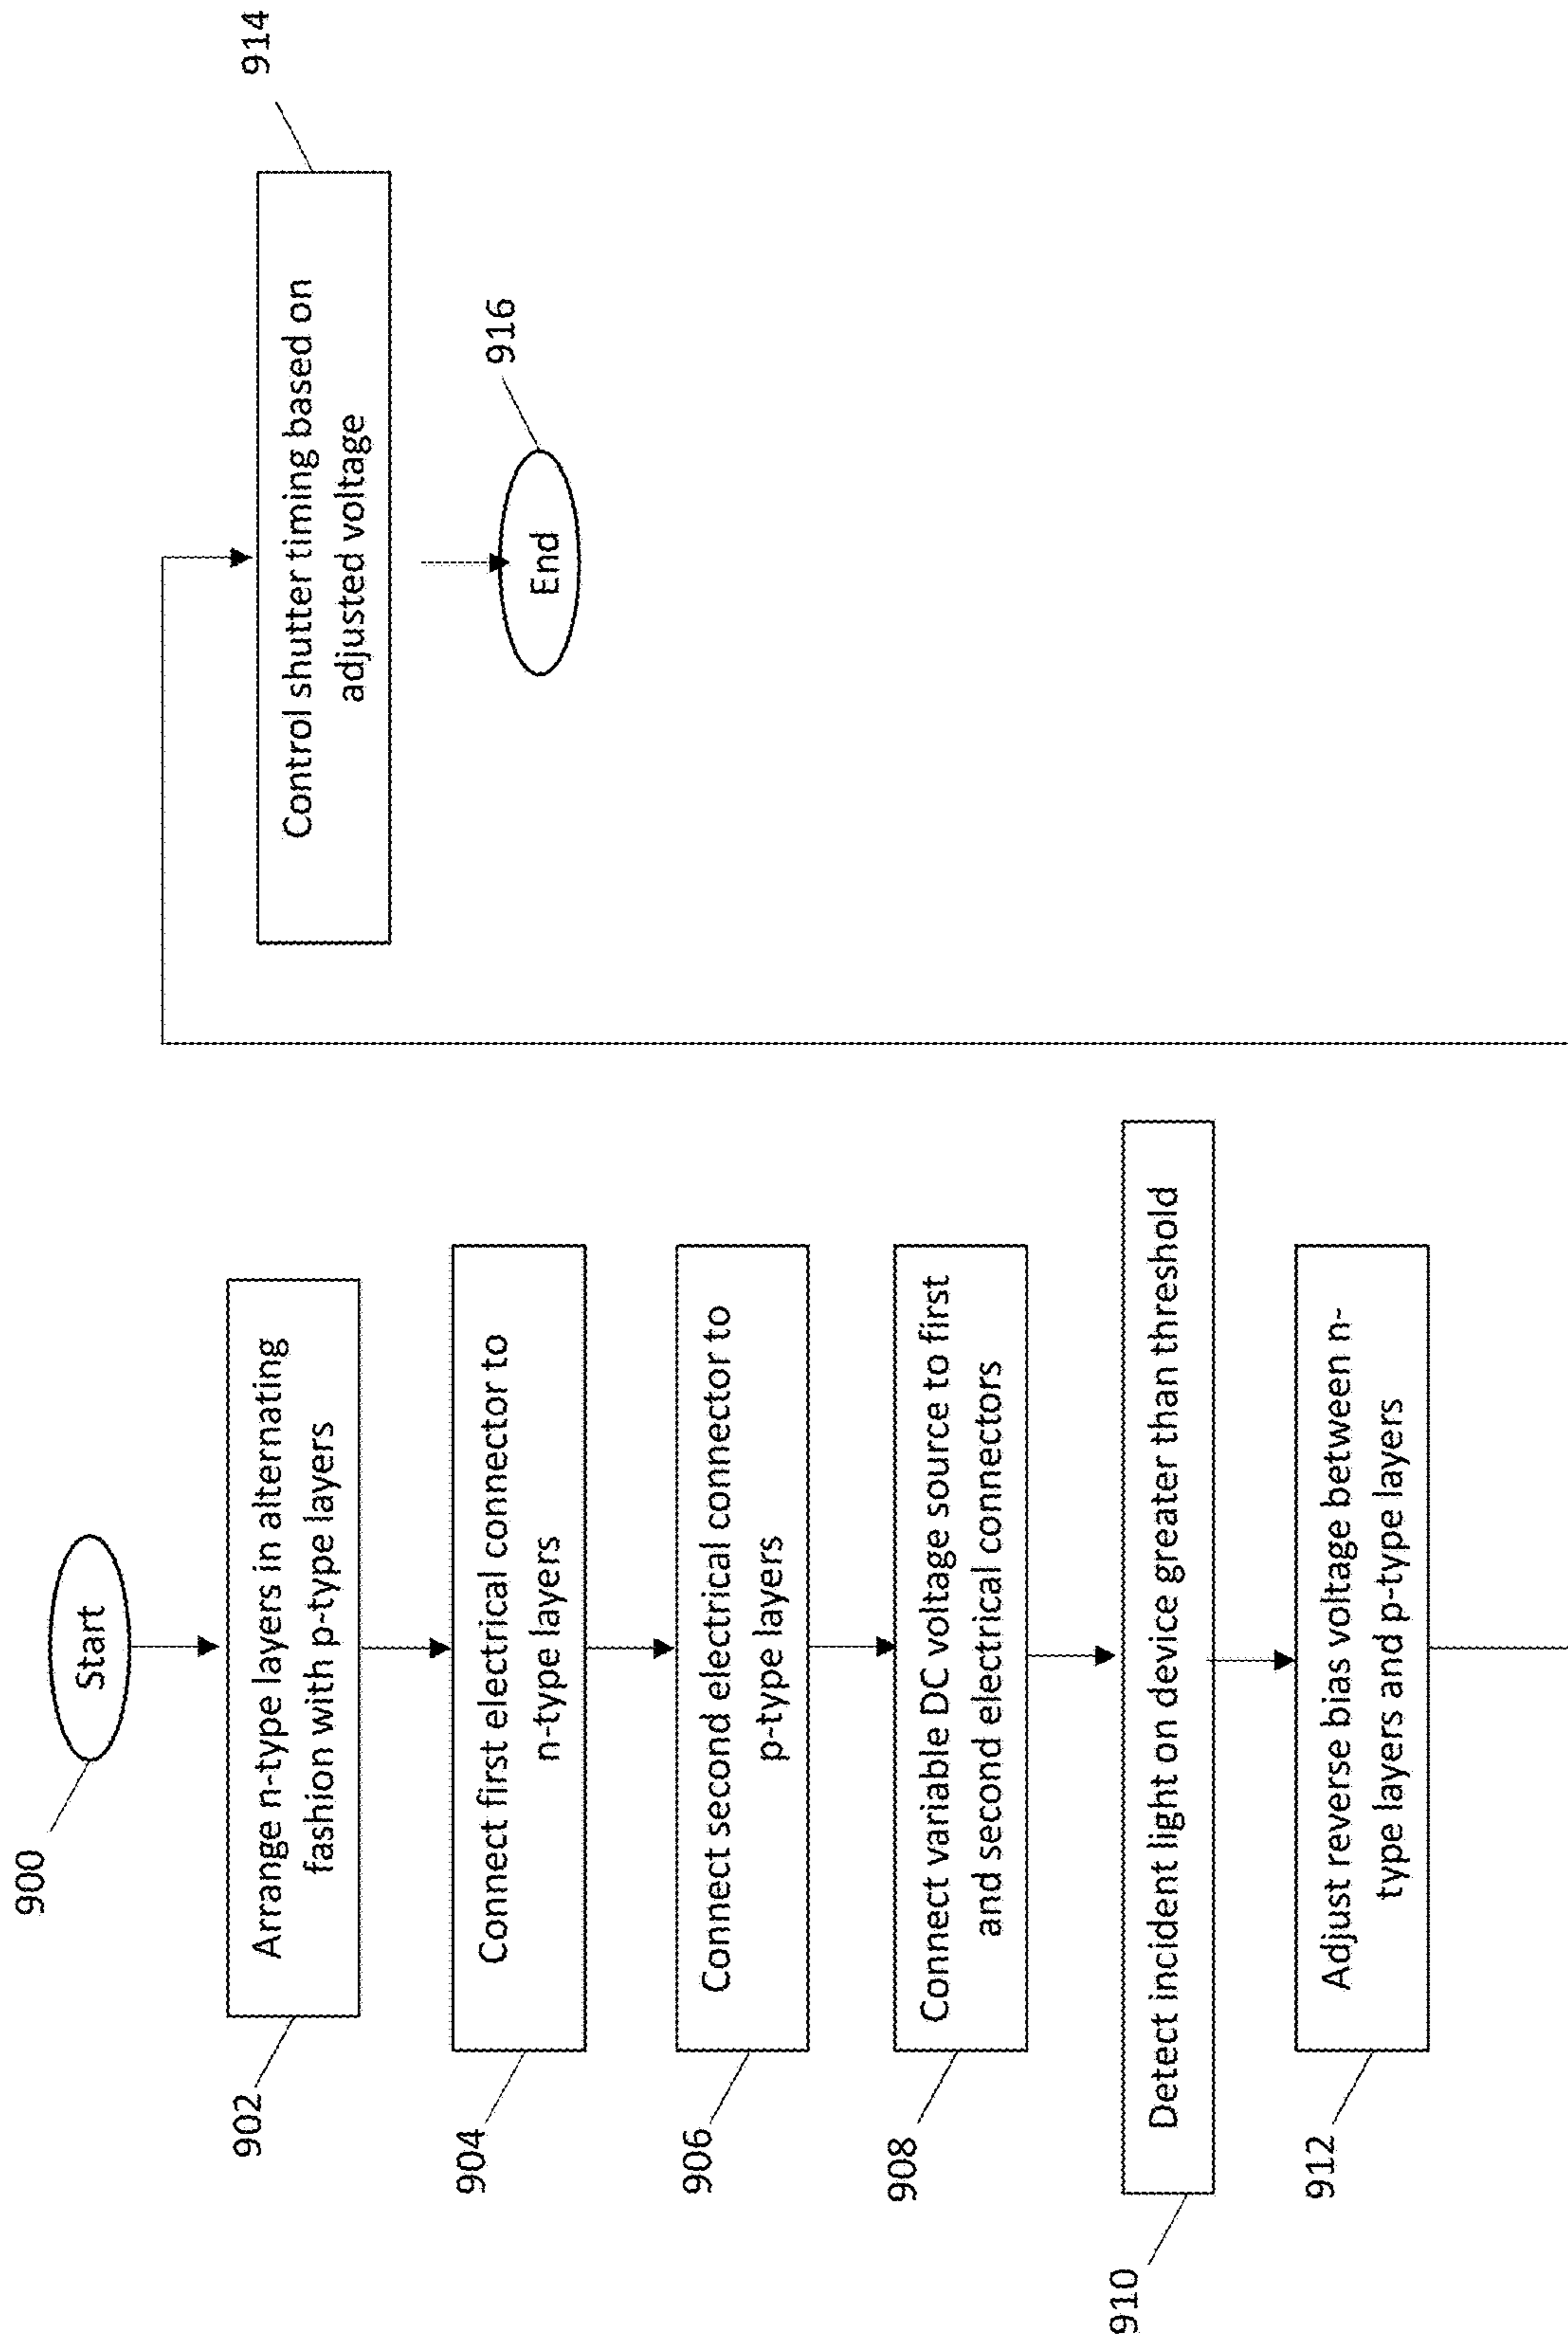 900
Start
902
Arrange n-type layers in alternating
fashion with p-type layers
904
Connect first electrical connector to
n-type layers
906
Connect second electrical connector to
p-type layers
908
Connect variable DC voltage source to first
and second electrical connectors
910
Detect incident light on device greater than threshold
912
Adjust reverse bias voltage between n-
type layers and p-type layers
914
Control shutter timing based on
adjusted voltage
916
End